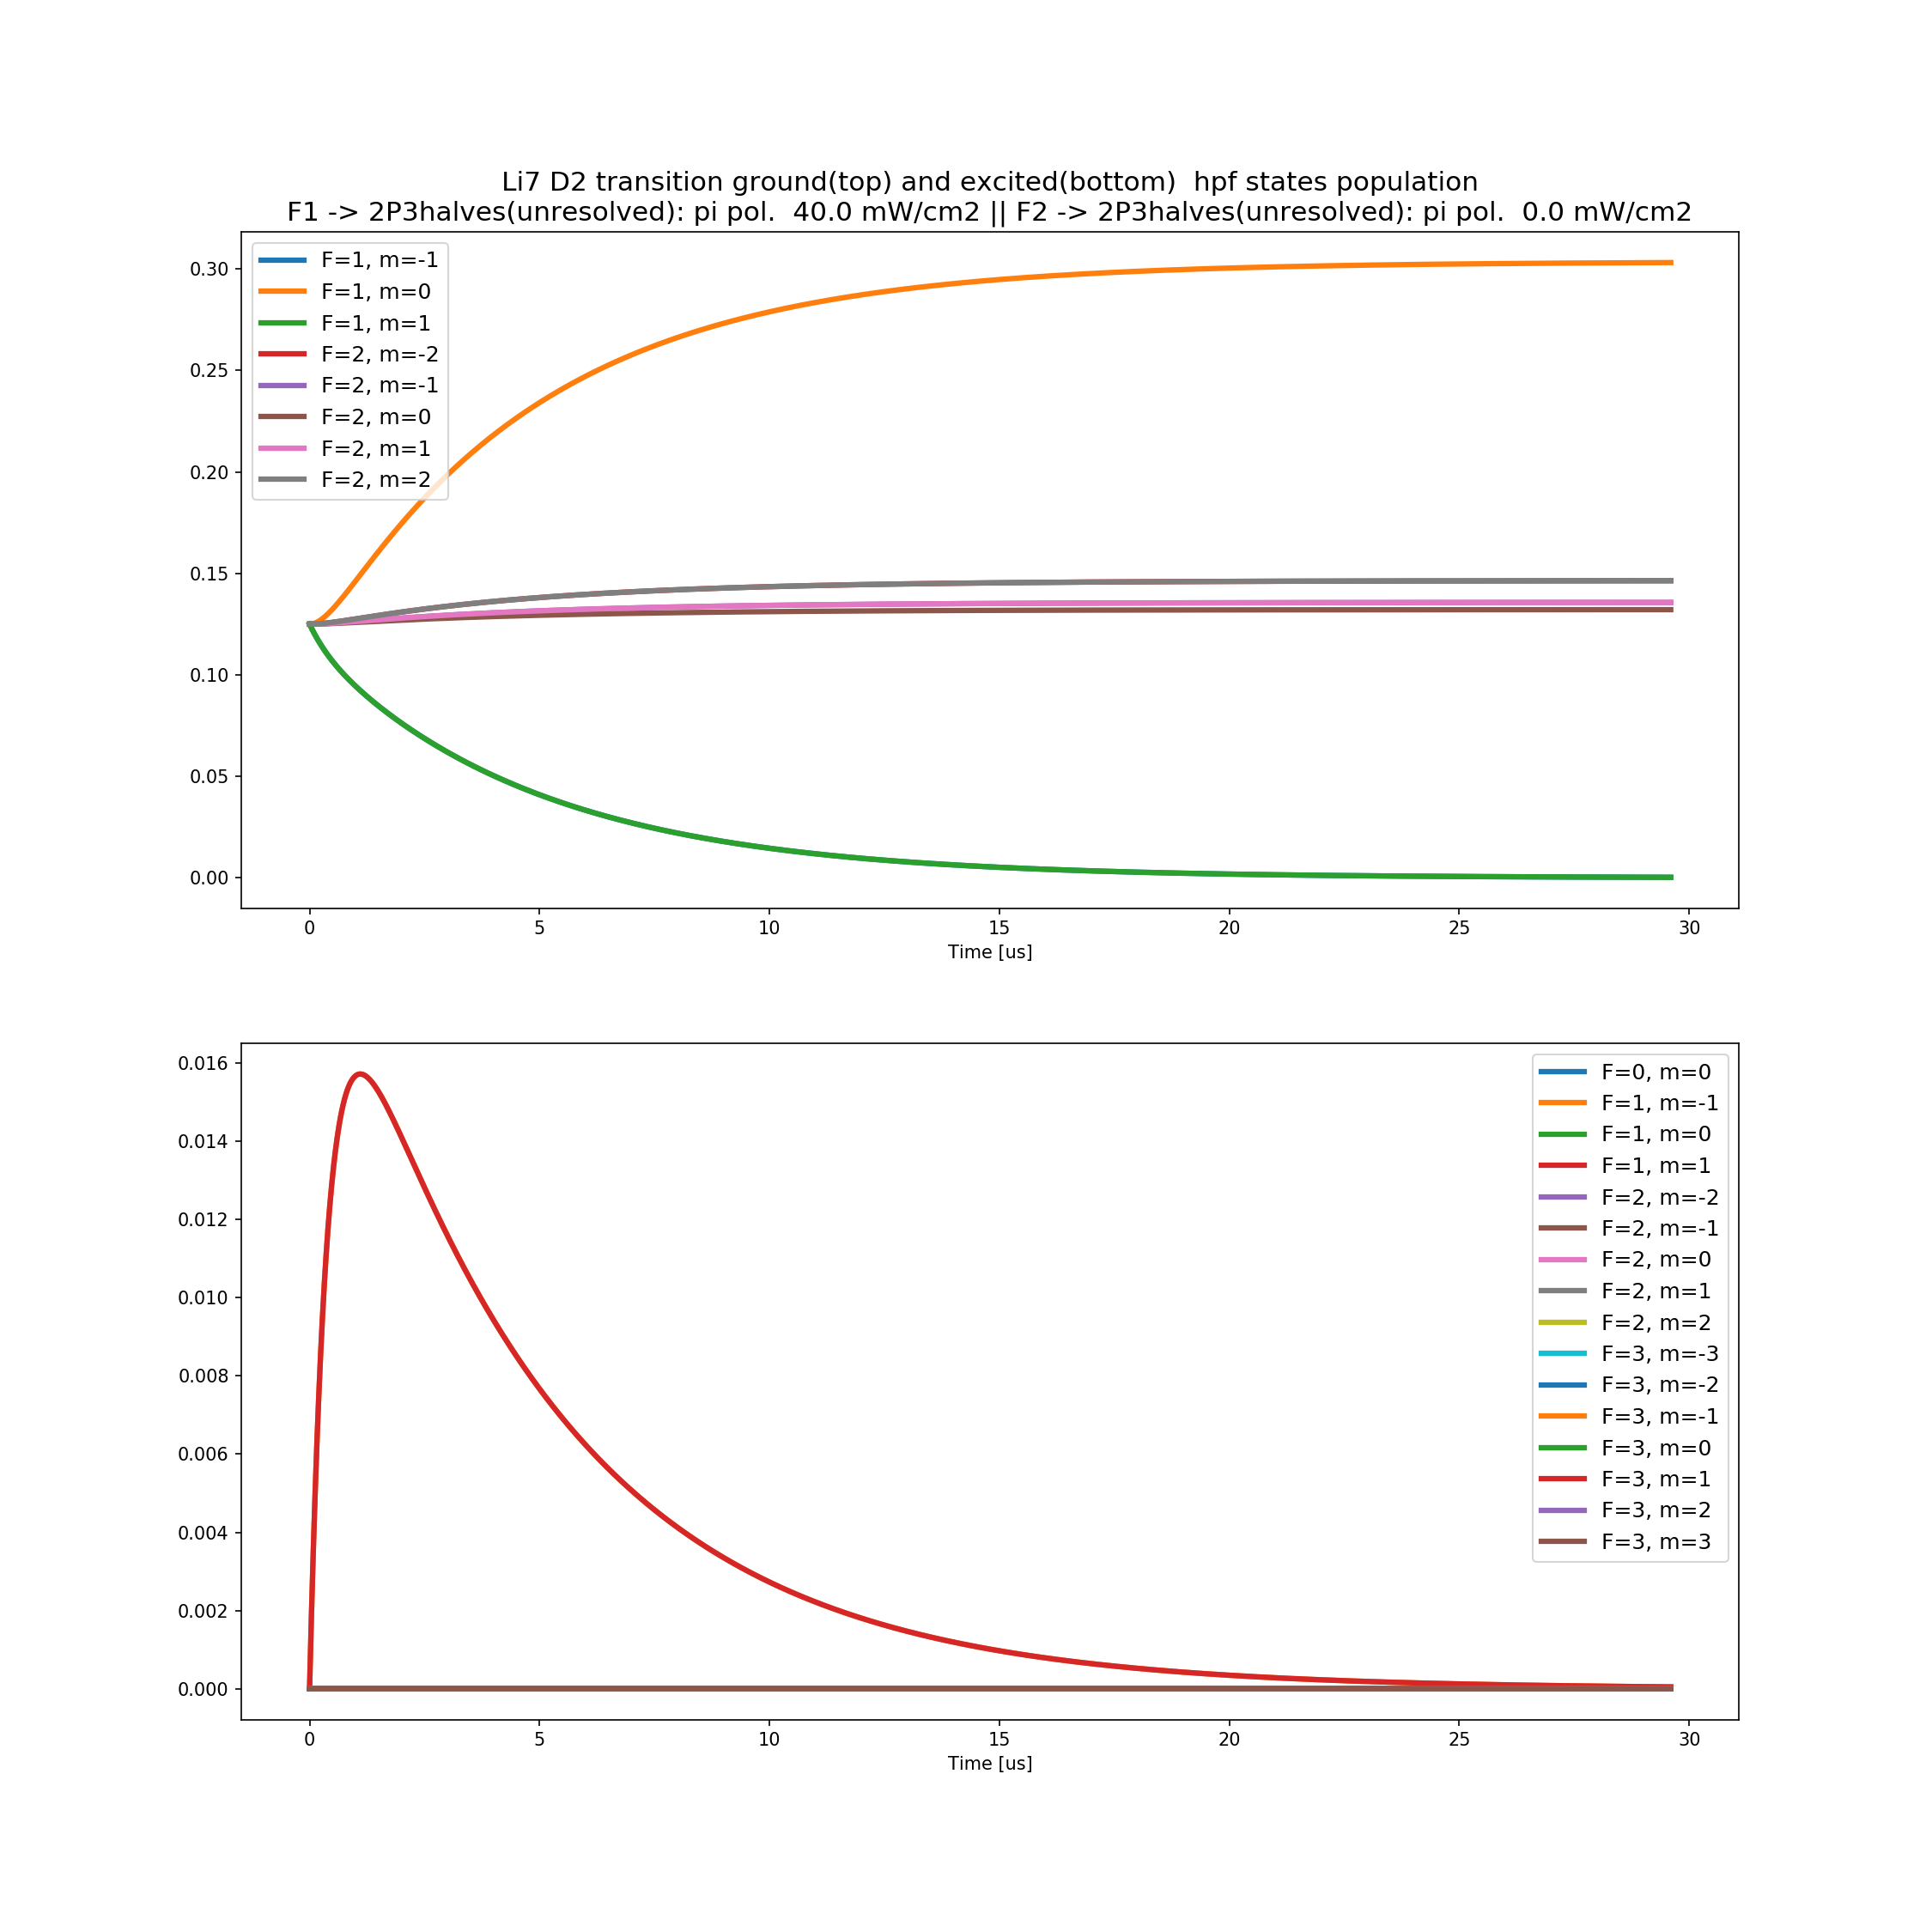 Li7 D2 transition ground(top) and excited(bottom)  hpf states population
F1 -> 2P3halves(unresolved): pi pol.  40.0 mW/cm2 || F2 -> 2P3halves(unresolved): pi pol.  0.0 mW/cm2
F=1, m=-1
F=1, m=0
F=1, m=1
F=2, m=-2
F=2, m=-1
F=2, m=0
F=2, m=1
F=2, m=2
0.30
0.25
0.20
0.15
0.10
0.05
0.00
0 5 10 15 20 25 30
Time [us]
F=0, m=0
F=1, m=-1
F=1, m=0
F=1, m=1
F=2, m=-2
F=2, m=-1
F=2, m=0
F=2, m=1
F=2, m=2
F=3, m=-3
F=3, m=-2
F=3, m=-1
F=3, m=0
F=3, m=1
F=3, m=2
F=3, m=3
0.016
0.014
0.012
0.010
0.008
0.006
0.004
0.002
0.000
0 5 10 15 20 25 30
Time [us]